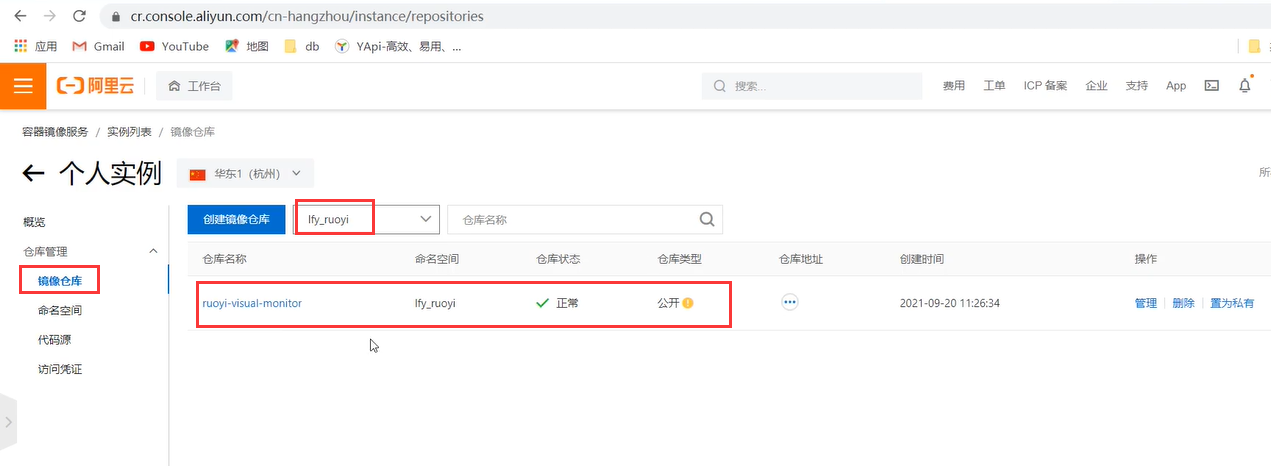 cr.console.aliyun.com/cn-hangzhou/instance/repositories
应用 Gmail YouTube 地图 db YApi-高效、易用、...
阿里云 工作台 搜索... 费用 工单 ICP 备案 企业 支持 App
容器镜像服务 / 实例列表 / 镜像仓库
个人实例 华东1（杭州）
概览
仓库管理
镜像仓库
命名空间
代码源
访问凭证
创建镜像仓库 lfy_ruoyi 仓库名称
仓库名称 命名空间 仓库状态 仓库类型 仓库地址 创建时间 操作
ruoyi-visual-monitor lfy_ruoyi 正常 公开 2021-09-20 11:26:34 管理 删除 置为私有